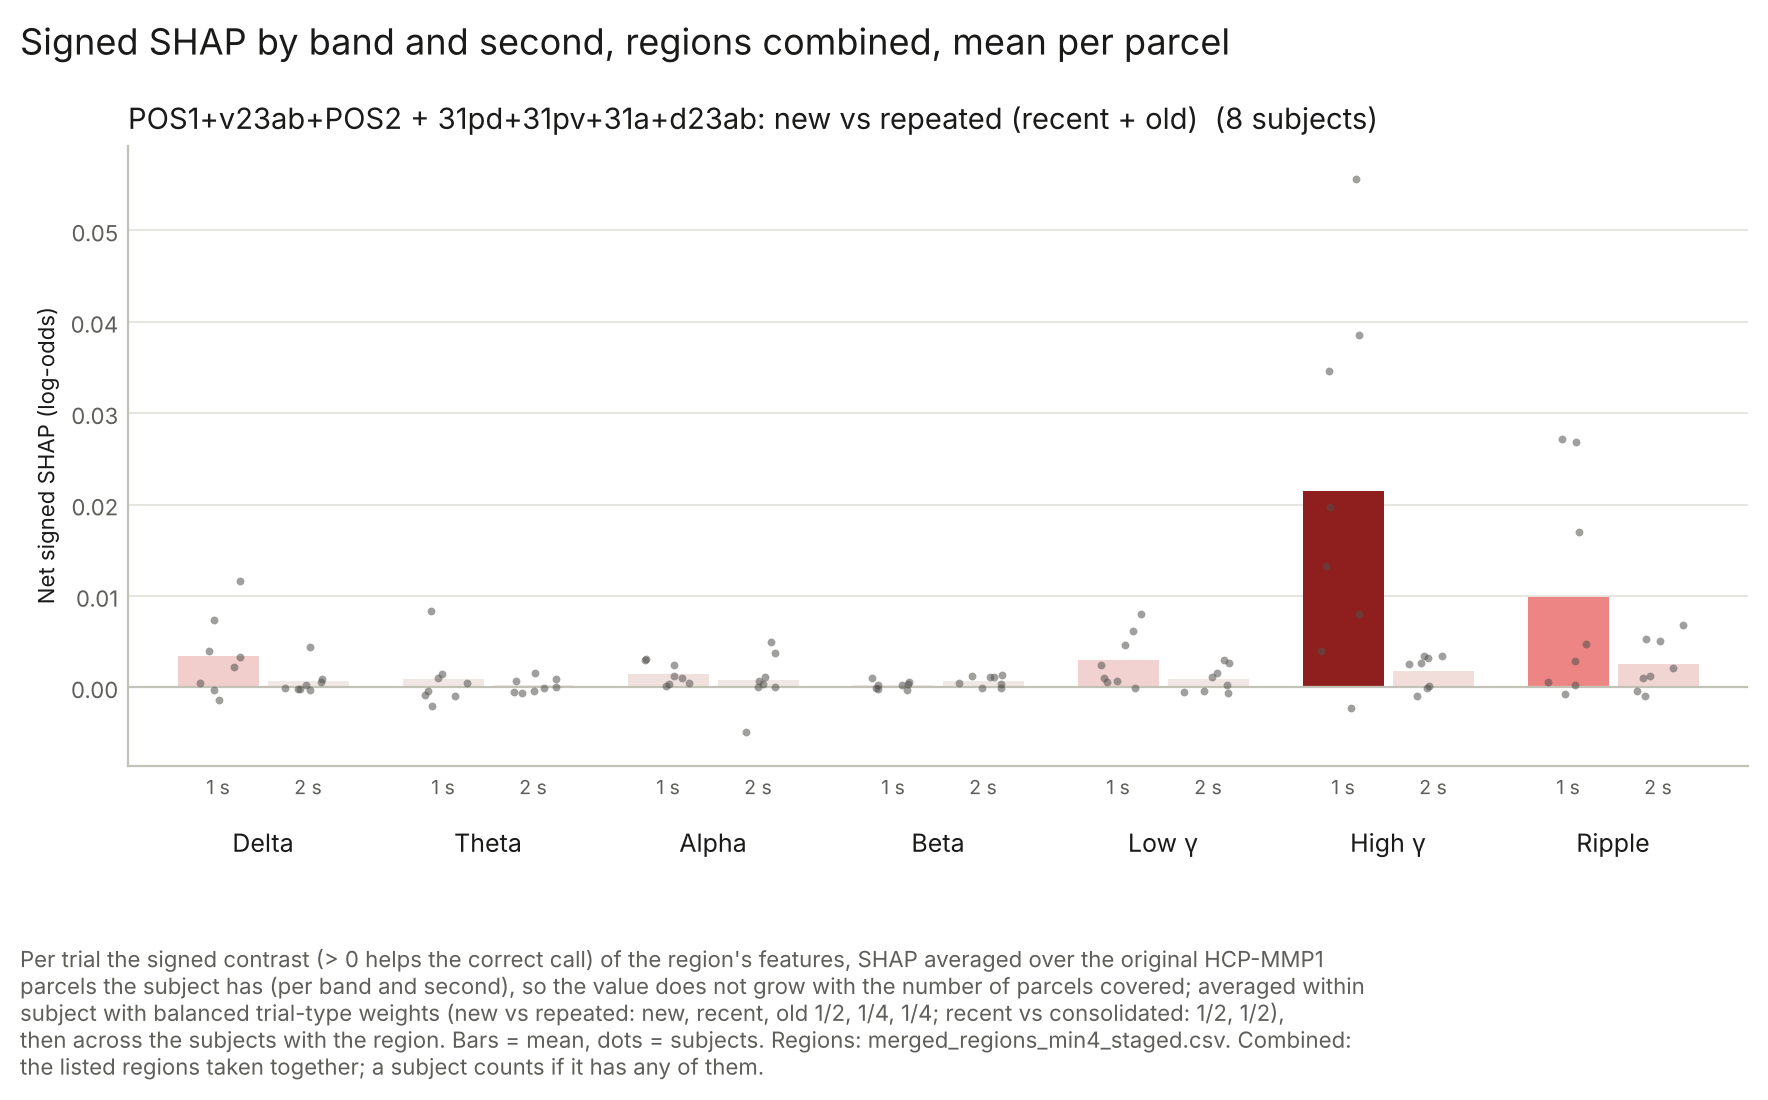 Signed SHAP by band and second, regions combined, mean per parcel
POS1+v23ab+POS2 + 31pd+31pv+31a+d23ab: new vs repeated (recent + old) (8 subjects)
Net signed SHAP (log-odds)
0.05
0.04
0.03
0.02
0.01
0.00
1 s 2 s 1 s 2 s 1 s 2 s 1 s 2 s 1 s 2 s 1 s 2 s 1 s 2 s
Delta Theta Alpha Beta Low γ High γ Ripple
Per trial the signed contrast (> 0 helps the correct call) of the region's features, SHAP averaged over the original HCP-MMP1
parcels the subject has (per band and second), so the value does not grow with the number of parcels covered; averaged within
subject with balanced trial-type weights (new vs repeated: new, recent, old 1/2, 1/4, 1/4; recent vs consolidated: 1/2, 1/2),
then across the subjects with the region. Bars = mean, dots = subjects. Regions: merged_regions_min4_staged.csv. Combined:
the listed regions taken together; a subject counts if it has any of them.